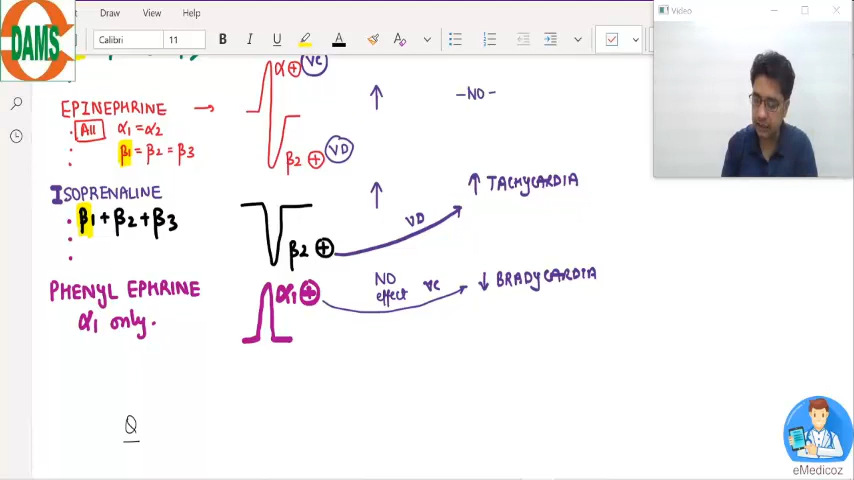 Draw View Help
Video
DAMS
Calibri 11 B I U A
α ⊕ VC
EPINEPHRINE → ↑ -NO-
All α1 = α2
β1 = β2 = β3
β2 ⊕ VD
ISOPRENALINE ↑ ↑ TACHYCARDIA
β1 + β2 + β3 VD
β2 ⊕
PHENYL EPHRINE α1 ⊕ NO effect VC ↓ BRADYCARDIA
α1 only.
Q
eMedicoz